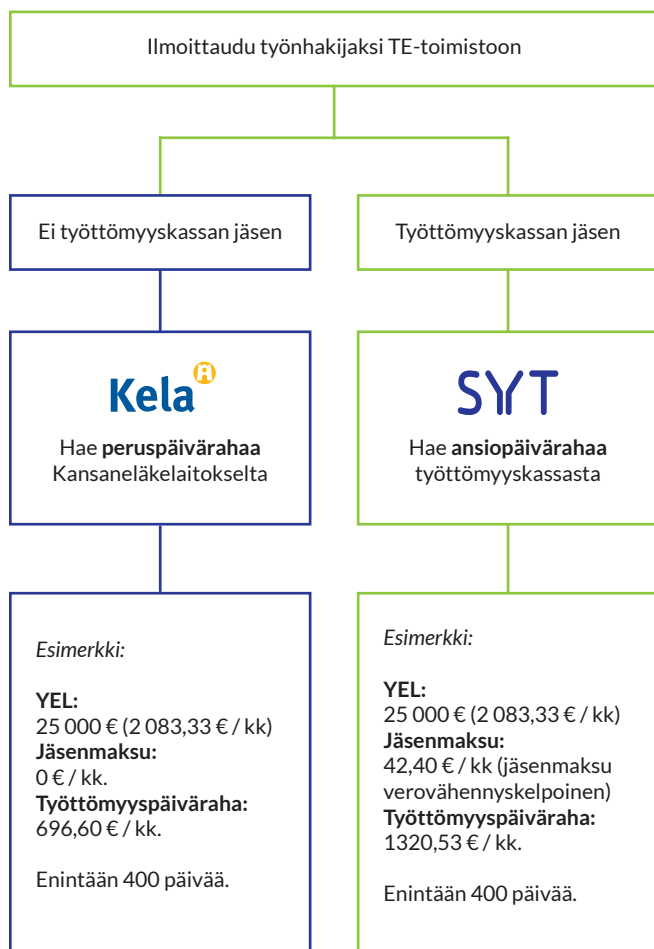 Ilmoittaudu työnhakijaksi TE-toimistoon
Ei työttömyyskassan jäsen
Kela
Hae peruspäivärahaa
Kansaneläkelaitokselta
Esimerkki:
YEL:
25 000 € (2 083,33 € / kk)
Jäsenmaksu:
0 € / kk.
Työttömyyspäiväraha:
696,60 € / kk.
Enintään 400 päivää.
Työttömyyskassan jäsen
SYT
Hae ansiopäivärahaa
työttömyyskassasta
Esimerkki:
YEL:
25 000 € (2 083,33 € / kk)
Jäsenmaksu:
42,40 € / kk (jäsenmaksu
verovähennyskelpoinen)
Työttömyyspäiväraha:
1320,53 € / kk.
Enintään 400 päivää.